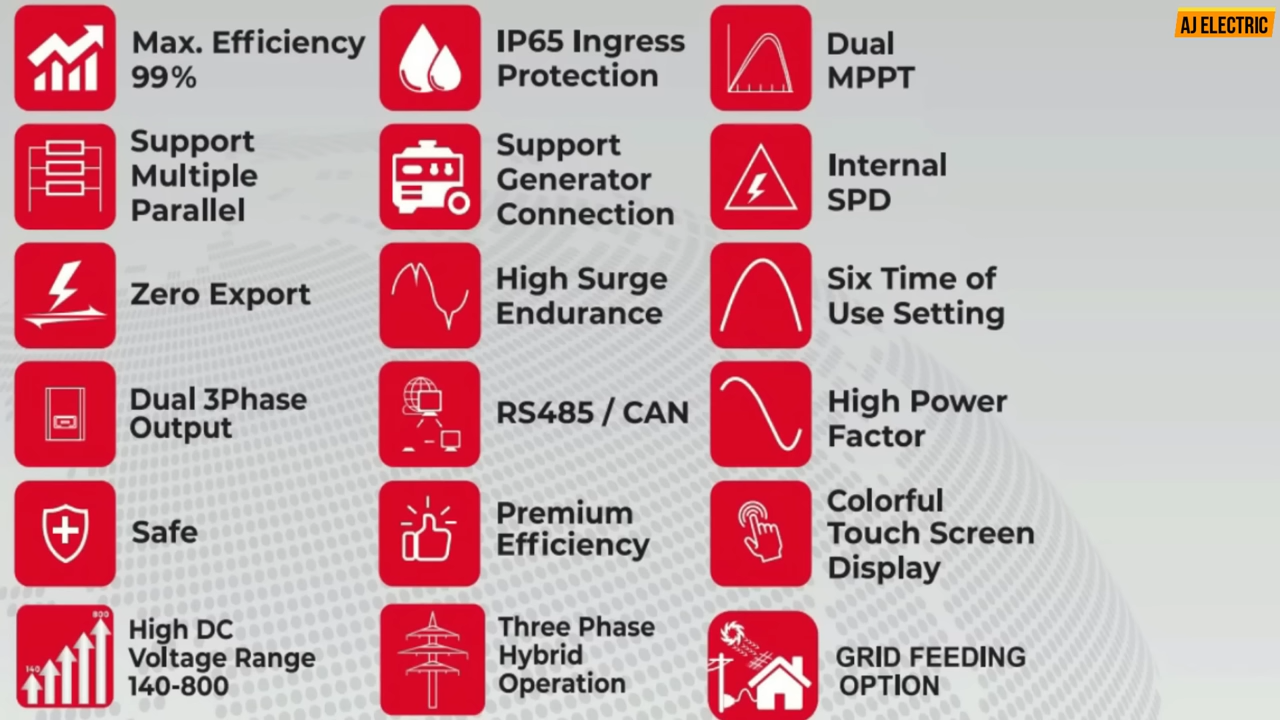 AJ ELECTRIC
Max. Efficiency
99%
IP65 Ingress
Protection
Dual
MPPT
Support
Multiple
Parallel
Support
Generator
Connection
Internal
SPD
Zero Export
High Surge
Endurance
Six Time of
Use Setting
Dual 3Phase
Output
RS485 / CAN
High Power
Factor
Safe
Premium
Efficiency
Colorful
Touch Screen
Display
800
140
High DC
Voltage Range
140-800
Three Phase
Hybrid
Operation
GRID FEEDING
OPTION